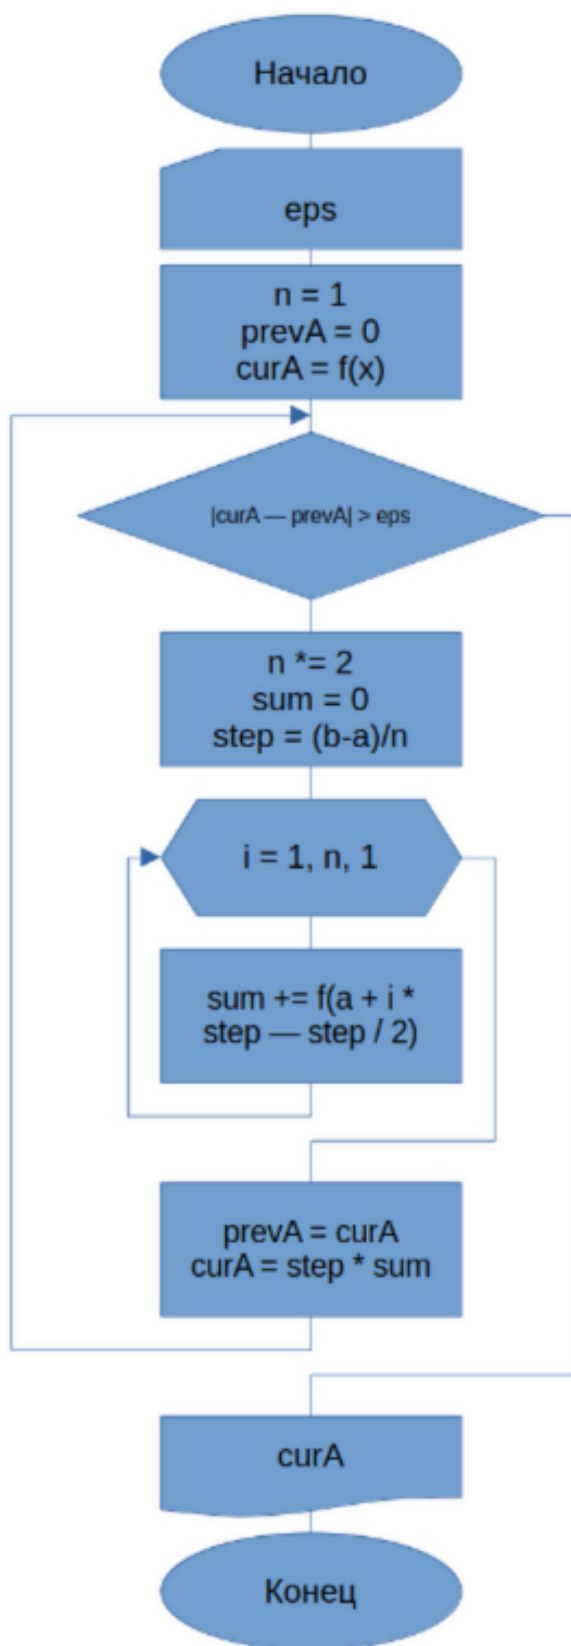 Начало
eps
n = 1
prevA = 0
curA = f(x)
|curA — prevA| > eps
n *= 2
sum = 0
step = (b-a)/n
i = 1, n, 1
sum += f(a + i *
step — step / 2)
prevA = curA
curA = step * sum
curA
Конец